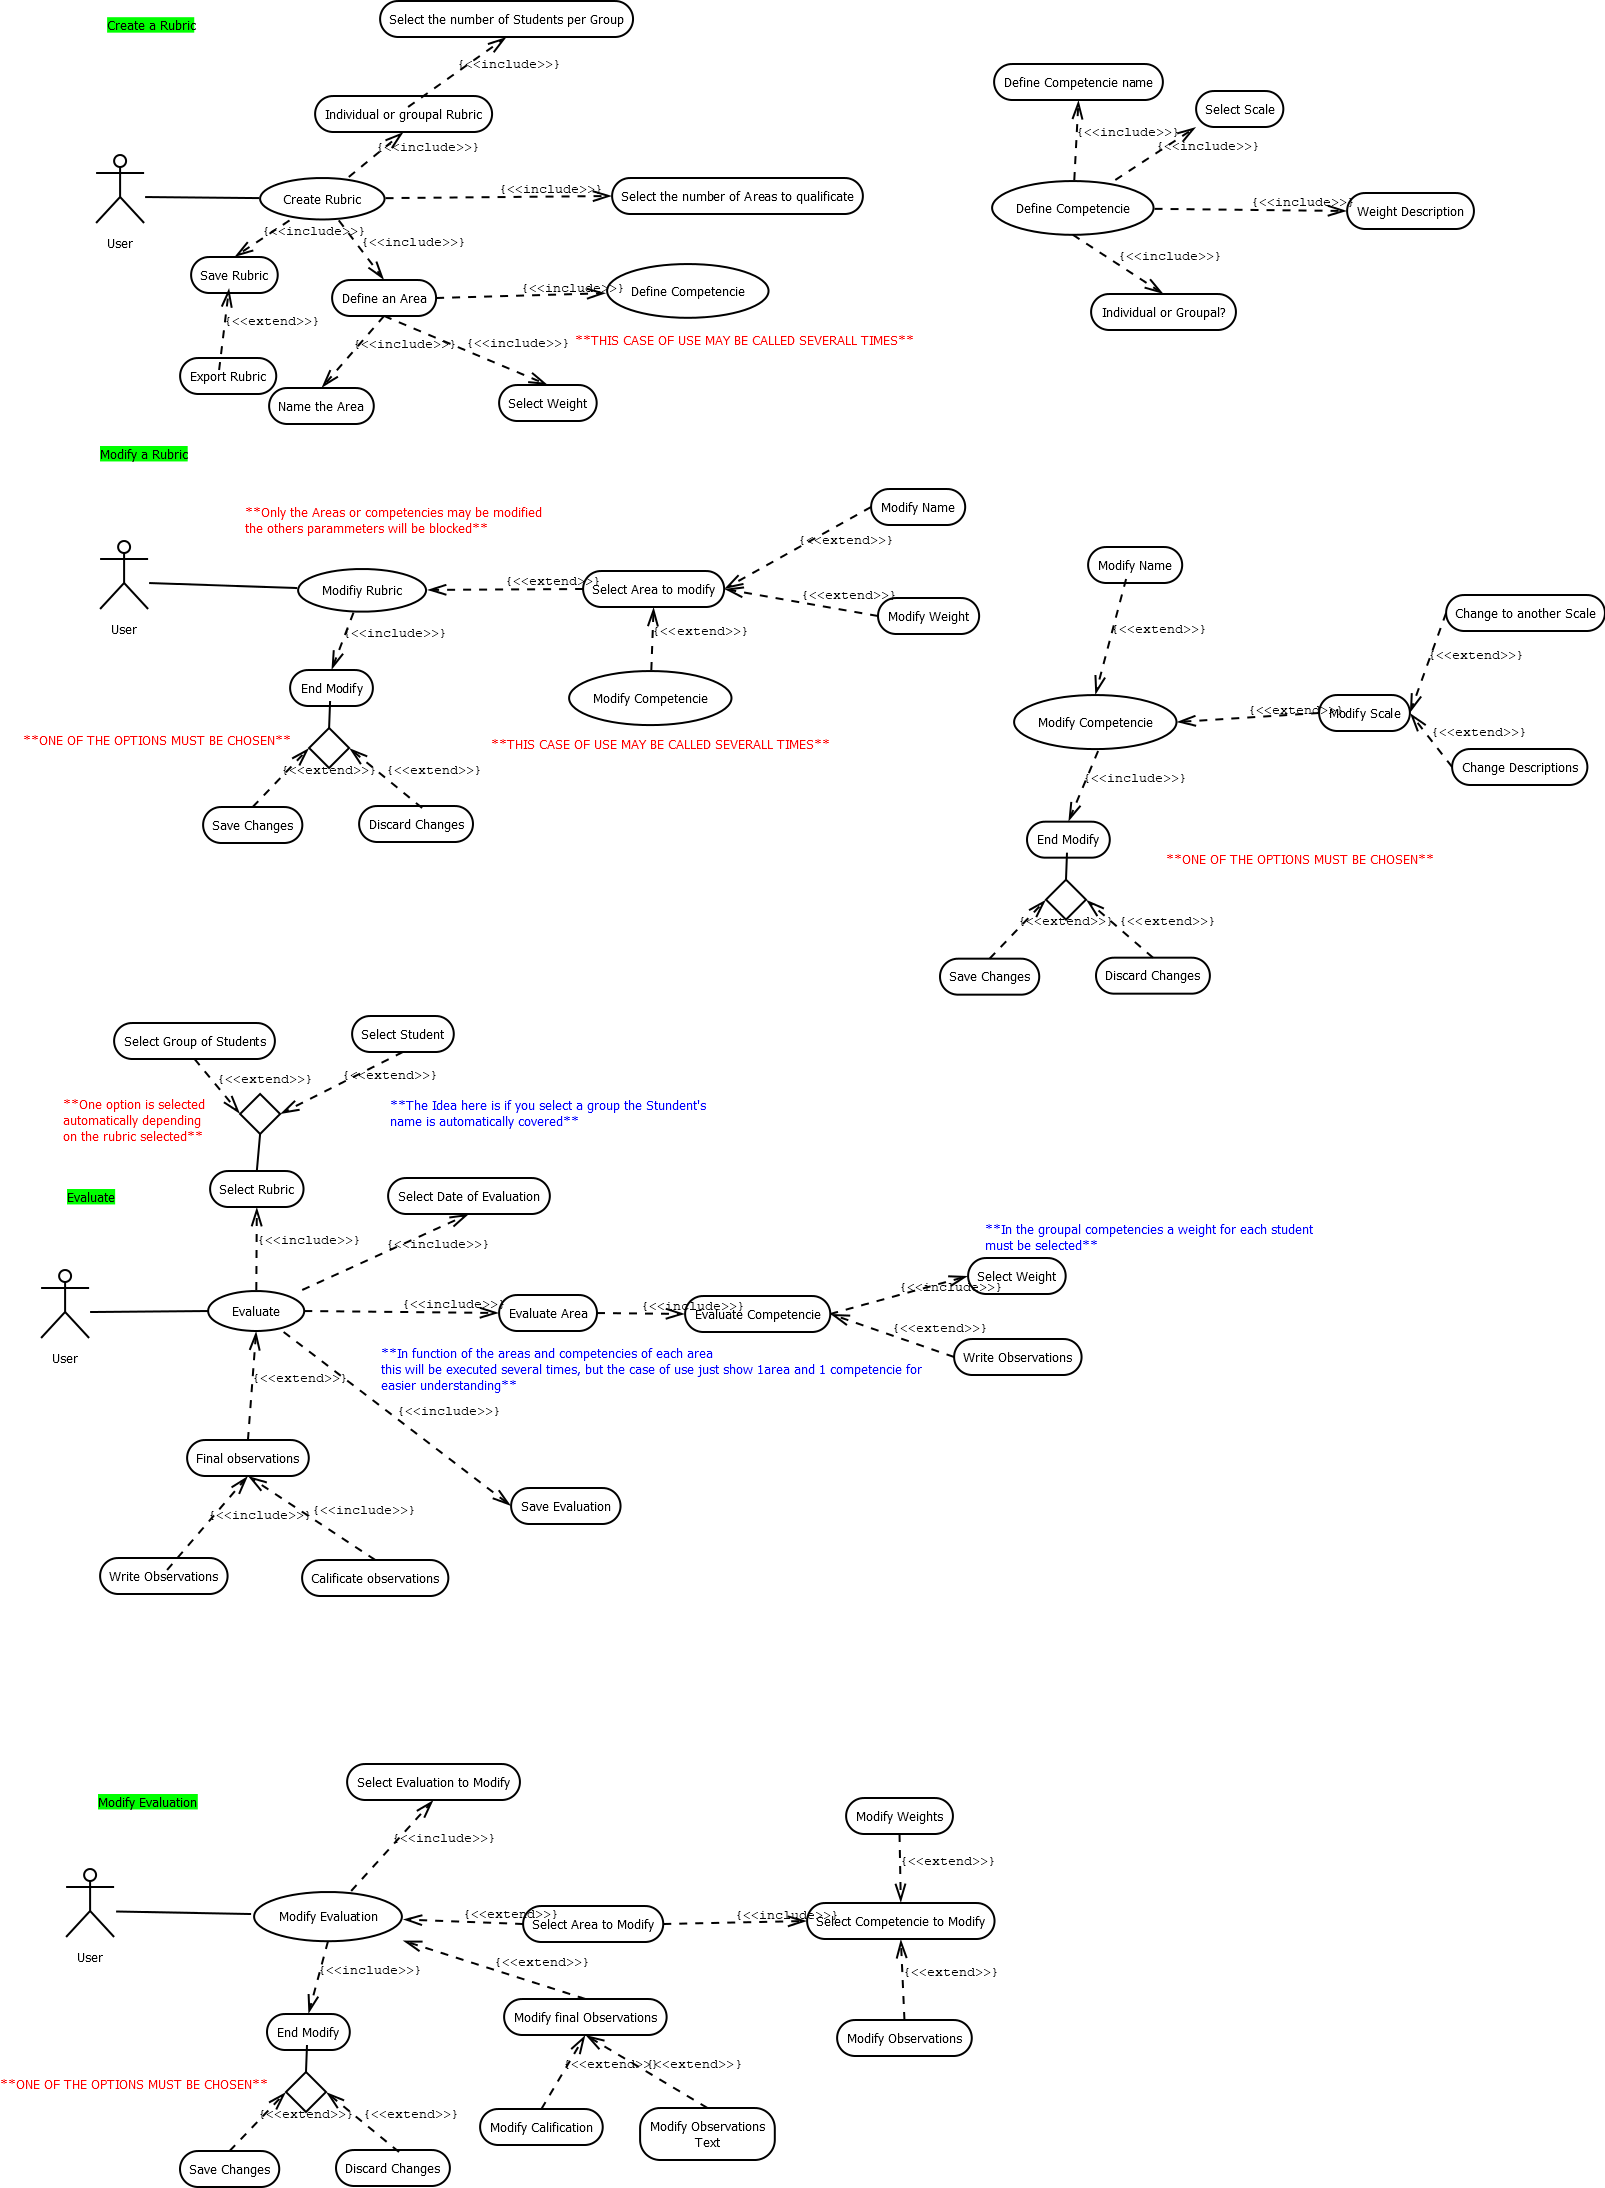 Create a Rubric
Select the number of Students per Group
{<<include>>}
Individual or groupal Rubric
{<<include>>}
User
Create Rubric
{<<include>>}
Select the number of Areas to qualificate
{<<include>>}
{<<include>>}
Save Rubric
Define an Area
{<<include>>}
Define Competencie
{<<extend>>}
{<<include>>}
{<<include>>}
**THIS CASE OF USE MAY BE CALLED SEVERALL TIMES**
Export Rubric
Name the Area
Select Weight
Define Competencie name
Select Scale
{<<include>>}
{<<include>>}
Define Competencie
{<<include>>}
Weight Description
{<<include>>}
Individual or Groupal?
Modify a Rubric
**Only the Areas or competencies may be modified
the others parammeters will be blocked**
Modify Name
{<<extend>>}
User
Modifiy Rubric
{<<extend>>}
Select Area to modify
{<<extend>>}
Modify Weight
{<<include>>}
{<<extend>>}
End Modify
Modify Competencie
**ONE OF THE OPTIONS MUST BE CHOSEN**
**THIS CASE OF USE MAY BE CALLED SEVERALL TIMES**
{<<extend>>}
{<<extend>>}
Save Changes
Discard Changes
Modify Name
Change to another Scale
{<<extend>>}
{<<extend>>}
Modify Competencie
{<<extend>>}
Modify Scale
{<<extend>>}
Change Descriptions
{<<include>>}
End Modify
**ONE OF THE OPTIONS MUST BE CHOSEN**
{<<extend>>}
{<<extend>>}
Save Changes
Discard Changes
Select Group of Students
Select Student
{<<extend>>}
{<<extend>>}
**One option is selected
automatically depending
on the rubric selected**
**The Idea here is if you select a group the Stundent's
name is automatically covered**
Select Rubric
Evaluate
Select Date of Evaluation
{<<include>>}
{<<include>>}
**In the groupal competencies a weight for each student
must be selected**
User
Evaluate
{<<include>>}
Evaluate Area
{<<include>>}
Evaluate Competencie
{<<include>>}
Select Weight
{<<extend>>}
Write Observations
**In function of the areas and competencies of each area
this will be executed several times, but the case of use just show 1area and 1 competencie for
easier understanding**
{<<extend>>}
{<<include>>}
Final observations
Save Evaluation
{<<include>>}
{<<include>>}
Write Observations
Calificate observations
Modify Evaluation
Select Evaluation to Modify
{<<include>>}
Modify Weights
{<<extend>>}
User
Modify Evaluation
{<<extend>>}
Select Area to Modify
{<<include>>}
Select Competencie to Modify
{<<include>>}
{<<extend>>}
{<<extend>>}
End Modify
Modify final Observations
Modify Observations
{<<extend>>}
{<<extend>>}
**ONE OF THE OPTIONS MUST BE CHOSEN**
{<<extend>>}
{<<extend>>}
Modify Calification
Modify Observations
Text
Save Changes
Discard Changes